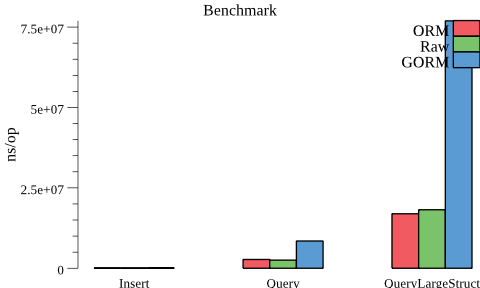 Benchmark
7.5e+07
5e+07
2.5e+07
0
ns/op
ORM
Raw
GORM
Insert
Query
QueryLargeStruct